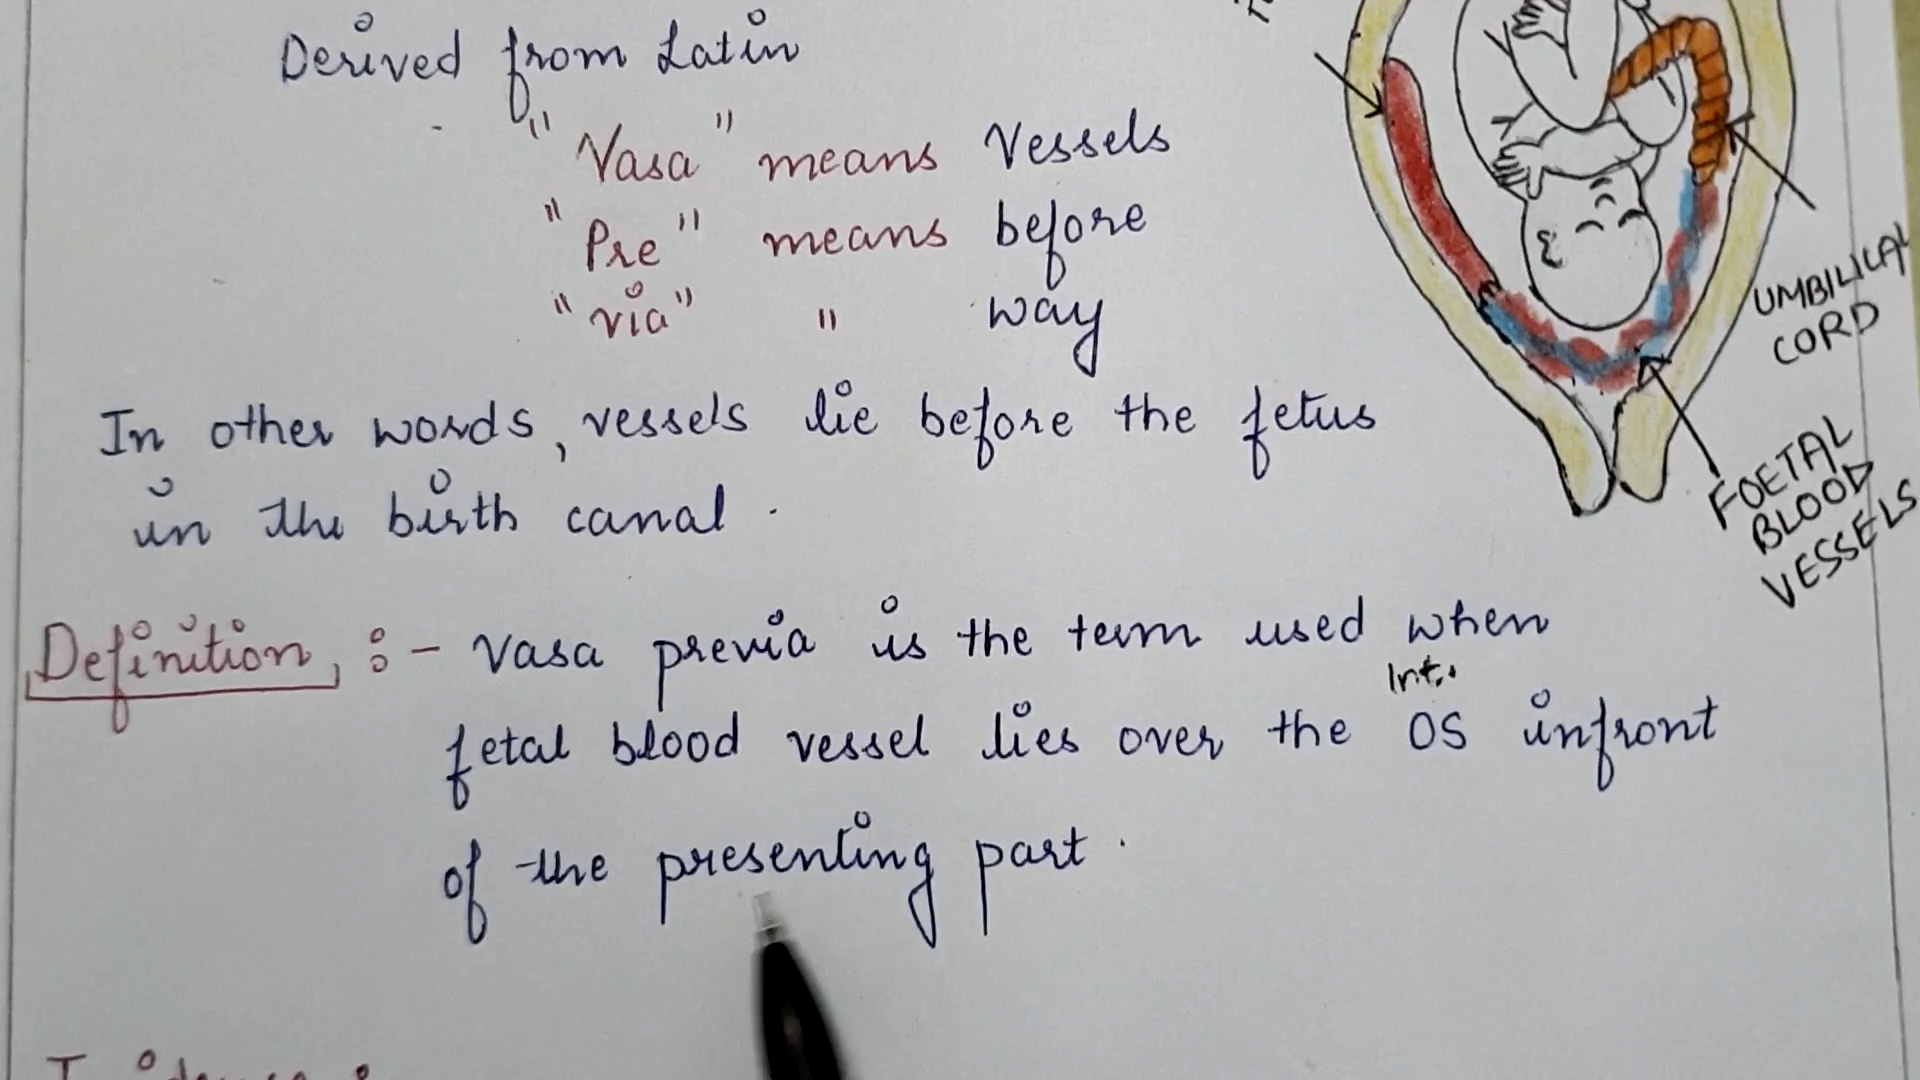 Derived from Latin
"Vasa" means Vessels
"Pre" means before
"via" " way
In other words, vessels lie before the fetus
in the birth canal.
Definition :- Vasa previa is the term used when
Int.
fetal blood vessel lies over the OS infront
of the presenting part.
UMBILICAL
CORD
FOETAL
BLOOD
VESSELS